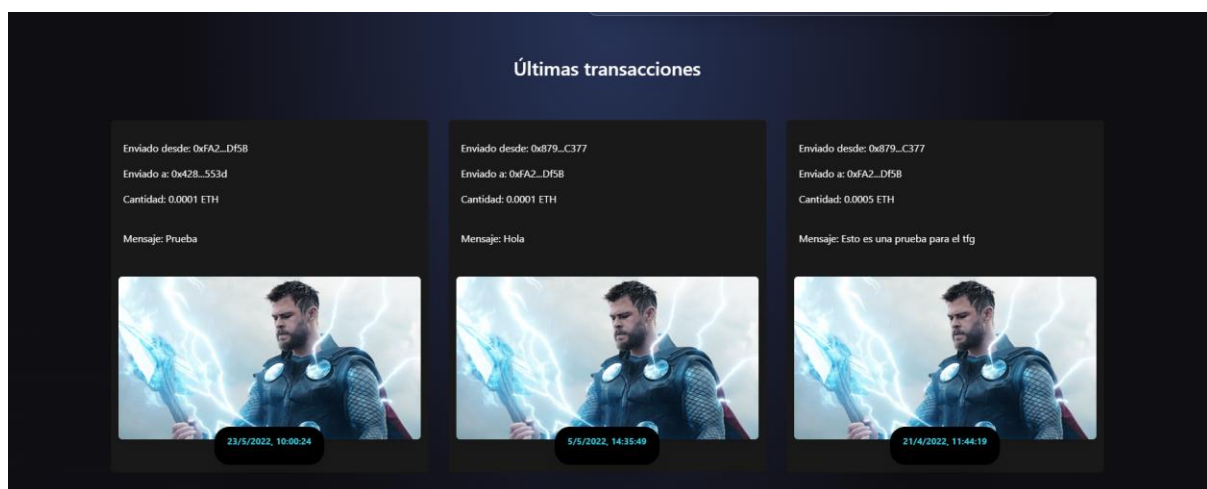 Últimas transacciones
Enviado desde: 0xFA2...Df5B
Enviado a: 0x428...553d
Cantidad: 0.0001 ETH
Mensaje: Prueba
23/5/2022, 10:00:24
Enviado desde: 0x879...C377
Enviado a: 0xFA2...Df5B
Cantidad: 0.0001 ETH
Mensaje: Hola
5/5/2022, 14:35:49
Enviado desde: 0x879...C377
Enviado a: 0xFA2...Df5B
Cantidad: 0.0005 ETH
Mensaje: Esto es una prueba para el tfg
21/4/2022, 11:44:19